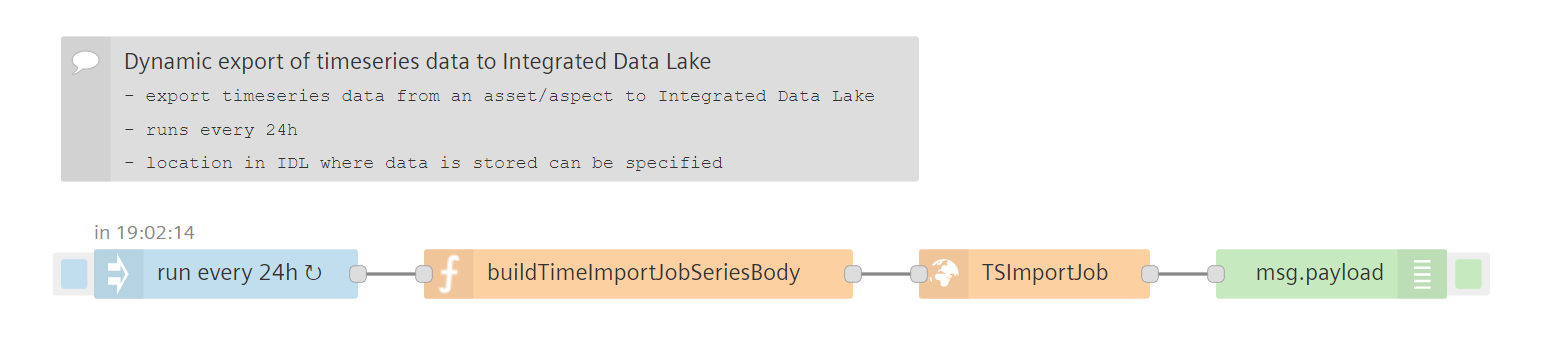 Dynamic export of timeseries data to Integrated Data Lake
- export timeseries data from an asset/aspect to Integrated Data Lake
- runs every 24h
- location in IDL where data is stored can be specified
in 19:02:14
run every 24h ↻
buildTimeImportJobSeriesBody
TSImportJob
msg.payload